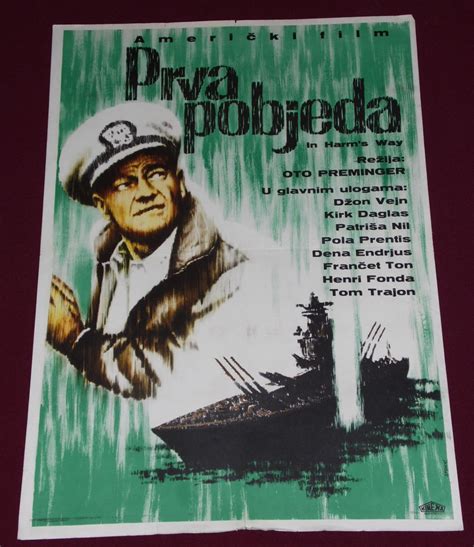 Američki film
Prva
pobjeda
In Harm's Way
Režija:
OTO PREMINGER
U glavnim ulogama:
Džon Vejn
Kirk Daglas
Patriša Nil
Pola Prentis
Dena Endrjus
Frančet Ton
Henri Fonda
Tom Trajon
KINEMA